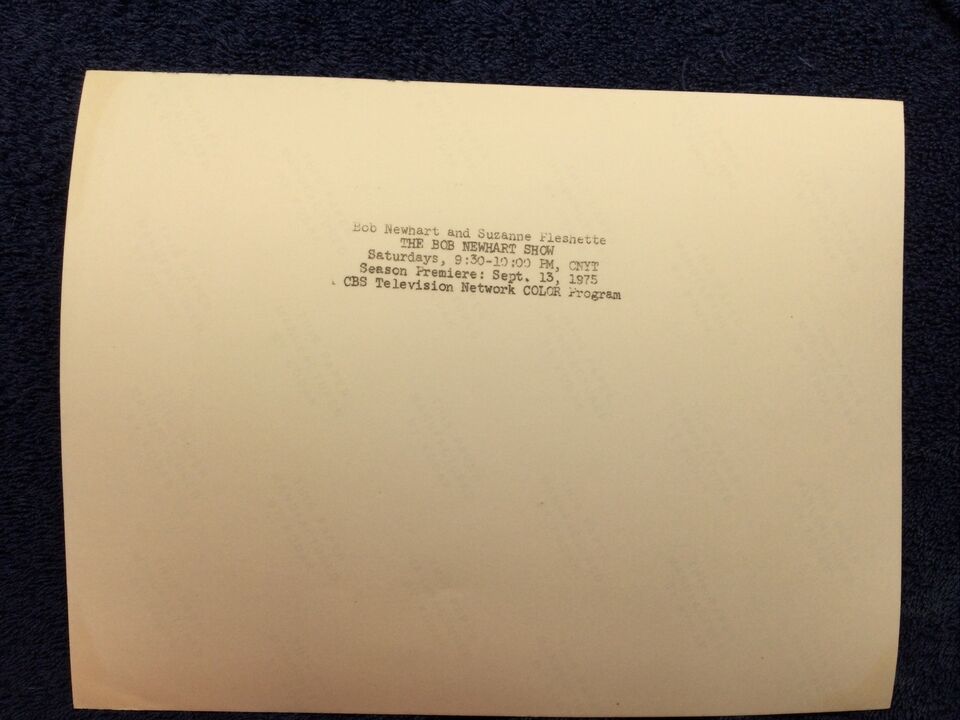 Bob Newhart and Suzanne Pleshette
THE BOB NEWHART SHOW
Saturdays, 9:30-10:00 PM, CNYT
Season Premiere: Sept. 13, 1975
CBS Television Network COLOR Program